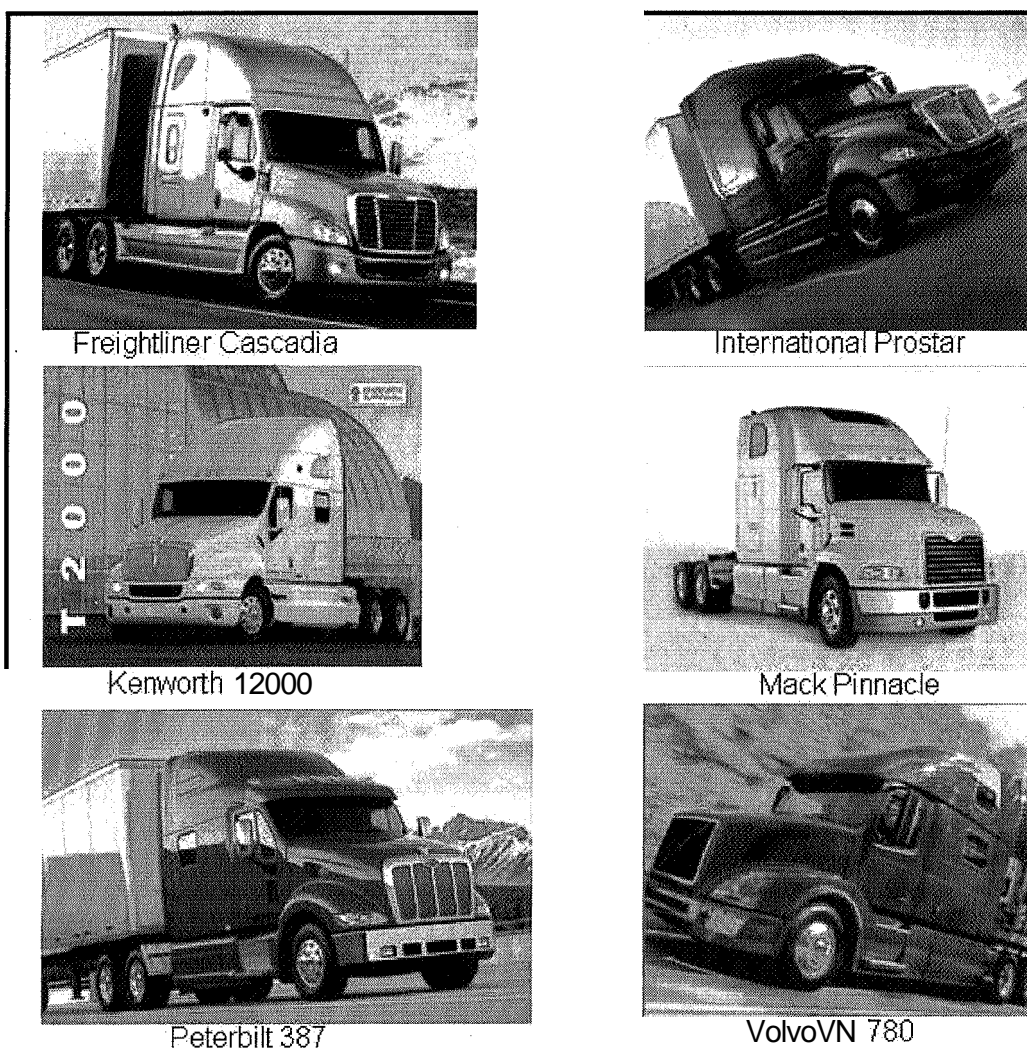 Freightliner Cascadia
International Prostar
T2000
Kenworth 12000
Mack Pinnacle
Peterbilt 387
VolvoVN 780